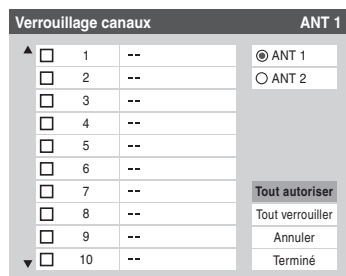 Verrouillage canaux ANT 1
1 -- ANT 1
2 -- ANT 2
3 --
4 --
5 --
6 --
7 -- Tout autoriser
8 -- Tout verrouiller
9 -- Annuler
10 -- Terminé